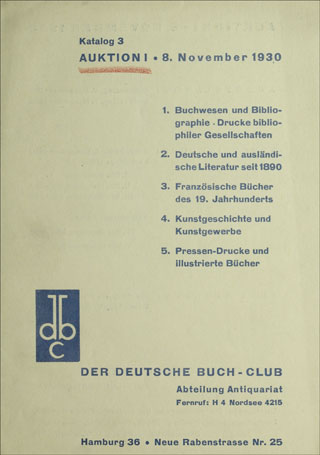 Katalog 3
AUKTION I • 8. November 1930
1. Buchwesen und Biblio-
graphie - Drucke biblio-
philer Gesellschaften
2. Deutsche und ausländi-
sche Literatur seit 1890
3. Französische Bücher
des 19. Jahrhunderts
4. Kunstgeschichte und
Kunstgewerbe
5. Pressen-Drucke und
illustrierte Bücher
dbc
DER DEUTSCHE BUCH-CLUB
Abteilung Antiquariat
Fernruf: H 4 Nordsee 4215
Hamburg 36 • Neue Rabenstrasse Nr. 25